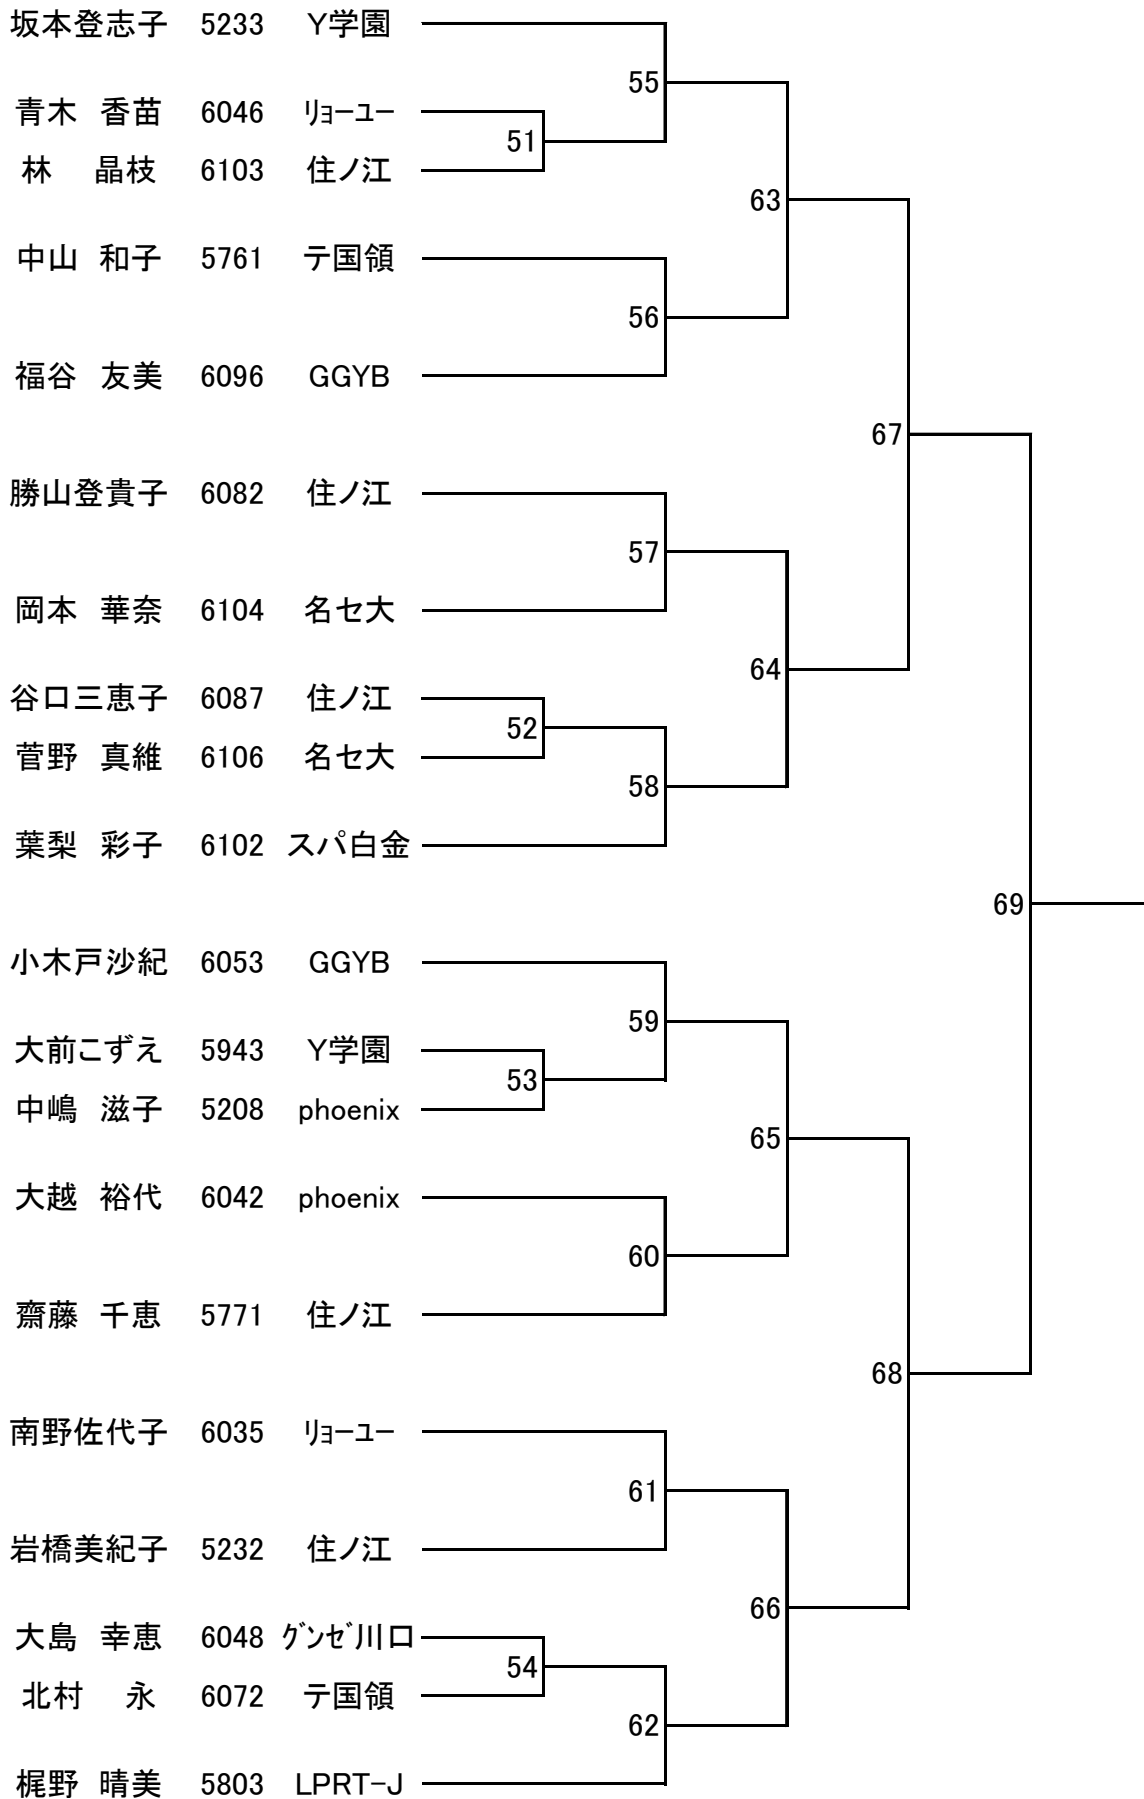 坂本登志子 5233 Y学園
55
青木 香苗 6046 ﾘｮｰﾕｰ
51
林 晶枝 6103 住ノ江
63
中山 和子 5761 テ国領
56
福谷 友美 6096 GGYB
67
勝山登貴子 6082 住ノ江
57
岡本 華奈 6104 名セ大
64
谷口三恵子 6087 住ノ江
52
菅野 真維 6106 名セ大
58
葉梨 彩子 6102 スパ白金
69
小木戸沙紀 6053 GGYB
59
大前こずえ 5943 Y学園
53
中嶋 滋子 5208 phoenix
65
大越 裕代 6042 phoenix
60
齋藤 千恵 5771 住ノ江
68
南野佐代子 6035 ﾘｮｰﾕｰ
61
岩橋美紀子 5232 住ノ江
66
大島 幸恵 6048 ｸﾞﾝｾﾞ川口
54
北村 永 6072 テ国領
62
梶野 晴美 5803 LPRT-J